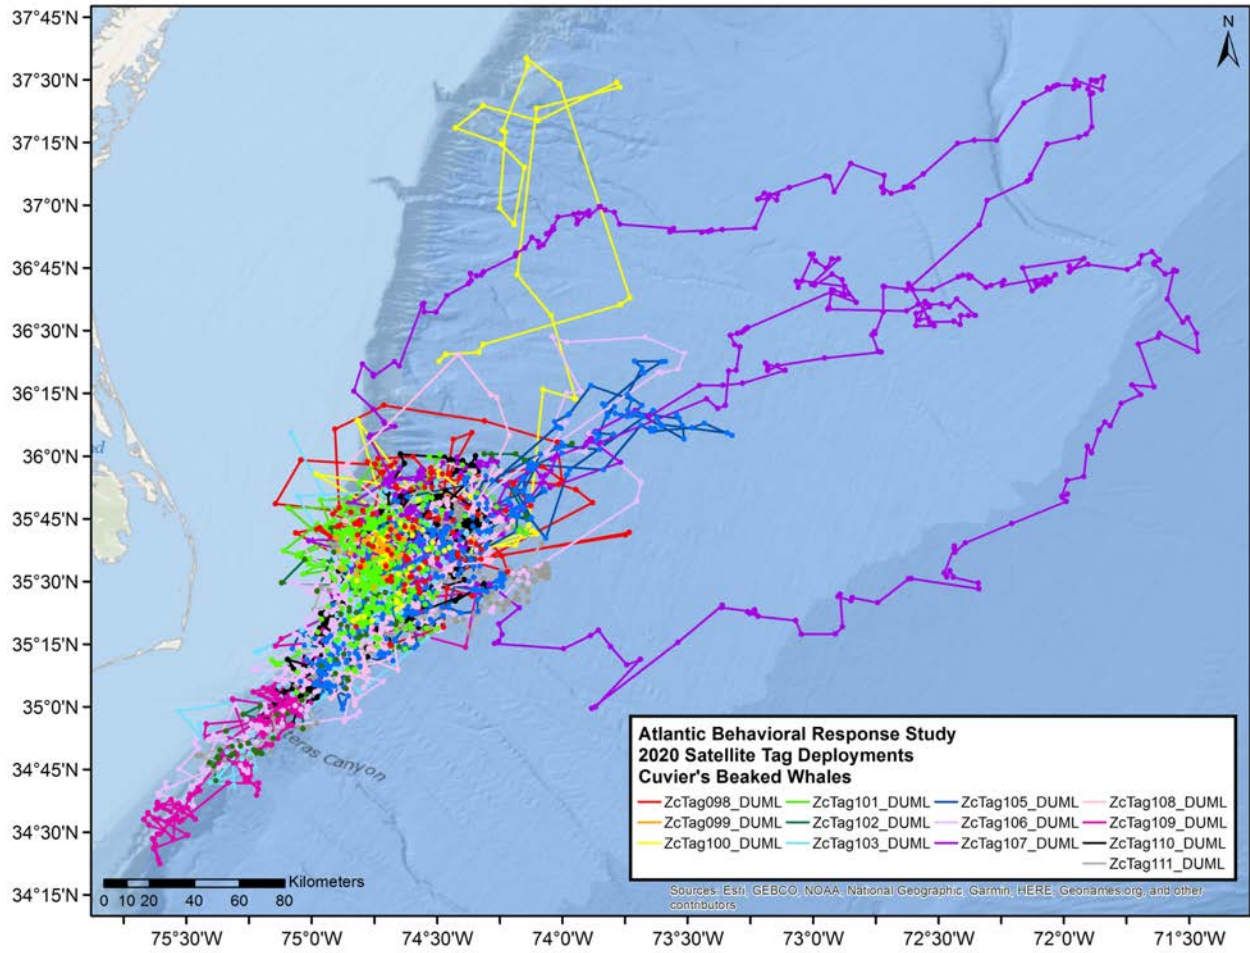 37°45'N
37°30'N
37°15'N
37°0'N
36°45'N
36°30'N
36°15'N
36°0'N
35°45'N
35°30'N
35°15'N
35°0'N
34°45'N
34°30'N
34°15'N
N
teras Canyon
Atlantic Behavioral Response Study
2020 Satellite Tag Deployments
Cuvier's Beaked Whales
ZcTag098_DUML ZcTag101_DUML ZcTag105_DUML ZcTag108_DUML
ZcTag099_DUML ZcTag102_DUML ZcTag106_DUML ZcTag109_DUML
ZcTag100_DUML ZcTag103_DUML ZcTag107_DUML ZcTag110_DUML
ZcTag111_DUML
Kilometers
0 10 20 40 60 80
Sources: Esri, GEBCO, NOAA, National Geographic, Garmin, HERE, Geonames.org, and other
contributors
75°30'W 75°0'W 74°30'W 74°0'W 73°30'W 73°0'W 72°30'W 72°0'W 71°30'W